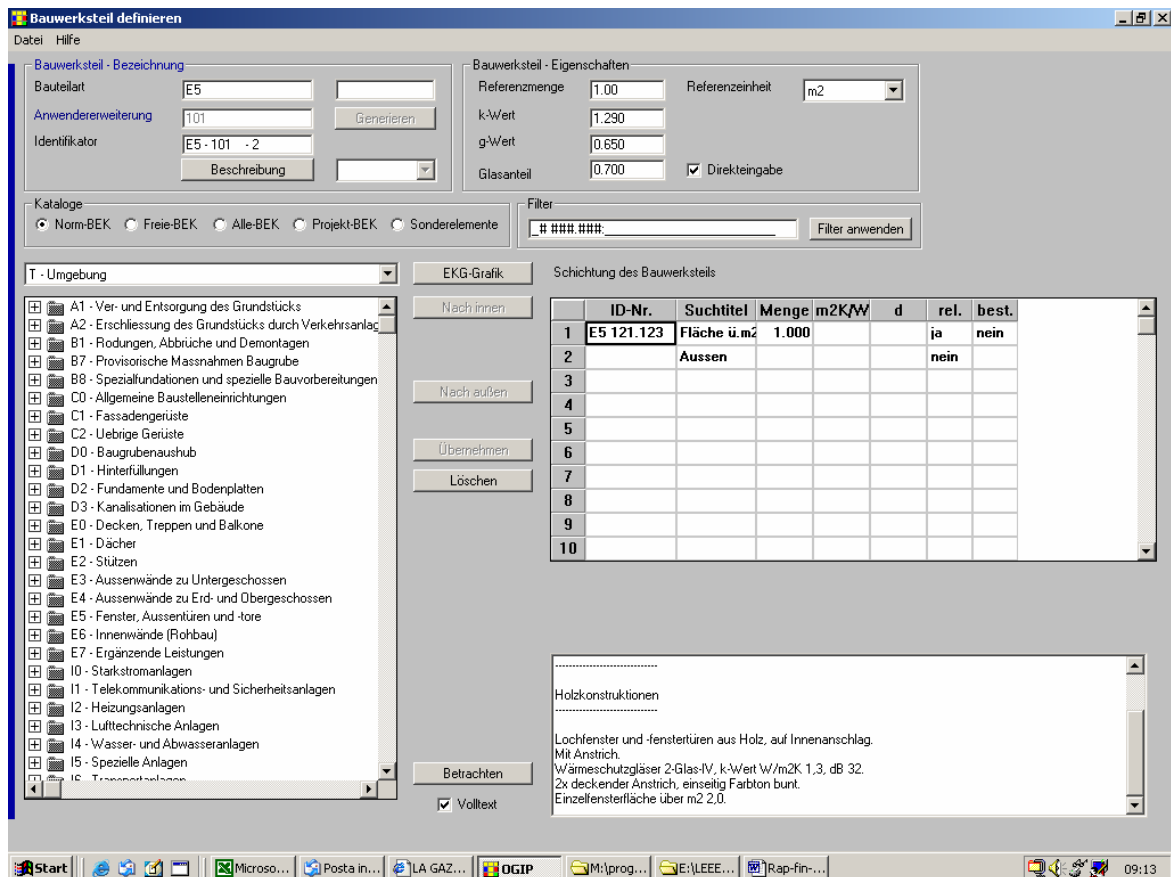 Bauwerksteil definieren
Datei Hilfe
Bauwerksteil - Bezeichnung
Bauteilart E5
Anwendererweiterung 101 Generieren
Identifikator E5 - 101 - 2
Beschreibung
Bauwerksteil - Eigenschaften
Referenzmenge 1.00 Referenzeinheit m2
k-Wert 1.290
g-Wert 0.650
Glasanteil 0.700 Direkteingabe
Kataloge
Norm-BEK Freie-BEK Alle-BEK Projekt-BEK Sonderelemente
Filter
_# ###.###:_______________________ Filter anwenden
T - Umgebung
A1 - Ver- und Entsorgung des Grundstücks
A2 - Erschliessung des Grundstücks durch Verkehrsanlag
B1 - Rodungen, Abbrüche und Demontagen
B7 - Provisorische Massnahmen Baugrube
B8 - Spezialfundationen und spezielle Bauvorbereitungen
C0 - Allgemeine Baustelleneinrichtungen
C1 - Fassadengerüste
C2 - Uebrige Gerüste
D0 - Baugrubenaushub
D1 - Hinterfüllungen
D2 - Fundamente und Bodenplatten
D3 - Kanalisationen im Gebäude
E0 - Decken, Treppen und Balkone
E1 - Dächer
E2 - Stützen
E3 - Aussenwände zu Untergeschossen
E4 - Aussenwände zu Erd- und Obergeschossen
E5 - Fenster, Aussentüren und -tore
E6 - Innenwände (Rohbau)
E7 - Ergänzende Leistungen
I0 - Starkstromanlagen
I1 - Telekommunikations- und Sicherheitsanlagen
I2 - Heizungsanlagen
I3 - Lufttechnische Anlagen
I4 - Wasser- und Abwasseranlagen
I5 - Spezielle Anlagen
I6 - Transportanlagen
EKG-Grafik
Nach innen
Nach außen
Übernehmen
Löschen
Betrachten
Volltext
Schichtung des Bauwerksteils
ID-Nr. Suchtitel Menge m2K/W d rel. best.
1 E5 121.123 Fläche ü.m2 1.000 ja nein
2 Aussen nein
3
4
5
6
7
8
9
10
------------------------------
Holzkonstruktionen
------------------------------
Lochfenster und -fenstertüren aus Holz, auf Innenanschlag.
Mit Anstrich.
Wärmeschutzgläser 2-Glas-IV, k-Wert W/m2K 1,3, dB 32.
2x deckender Anstrich, einseitig Farbton bunt.
Einzelfensterfläche über m2 2,0.
Start Microso... Posta in... LA GAZ... OGIP M:\prog... E:\LEEE... Rap-fin-... 09:13